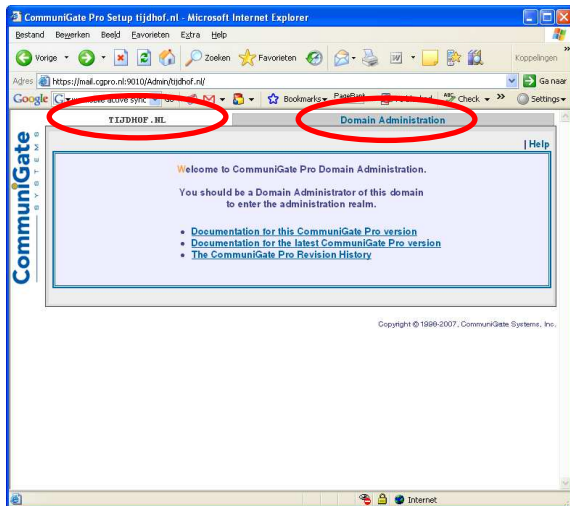 CommuniGate Pro Setup tijdhof.nl - Microsoft Internet Explorer
Bestand Bewerken Beeld Favorieten Extra Help
Vorige Zoeken Favorieten Koppelingen »
Adres https://mail.cgpro.nl:9010/Admin/tijdhof.nl/ Ga naar
Google active sync Bookmarks Check » Settings
TIJDHOF.NL Domain Administration
| Help
CommuniGate
SYSTEMS
Welcome to CommuniGate Pro Domain Administration.
You should be a Domain Administrator of this domain
to enter the administration realm.
• Documentation for this CommuniGate Pro version
• Documentation for the latest CommuniGate Pro version
• The CommuniGate Pro Revision History
Copyright © 1998-2007, CommuniGate Systems, Inc.
Internet